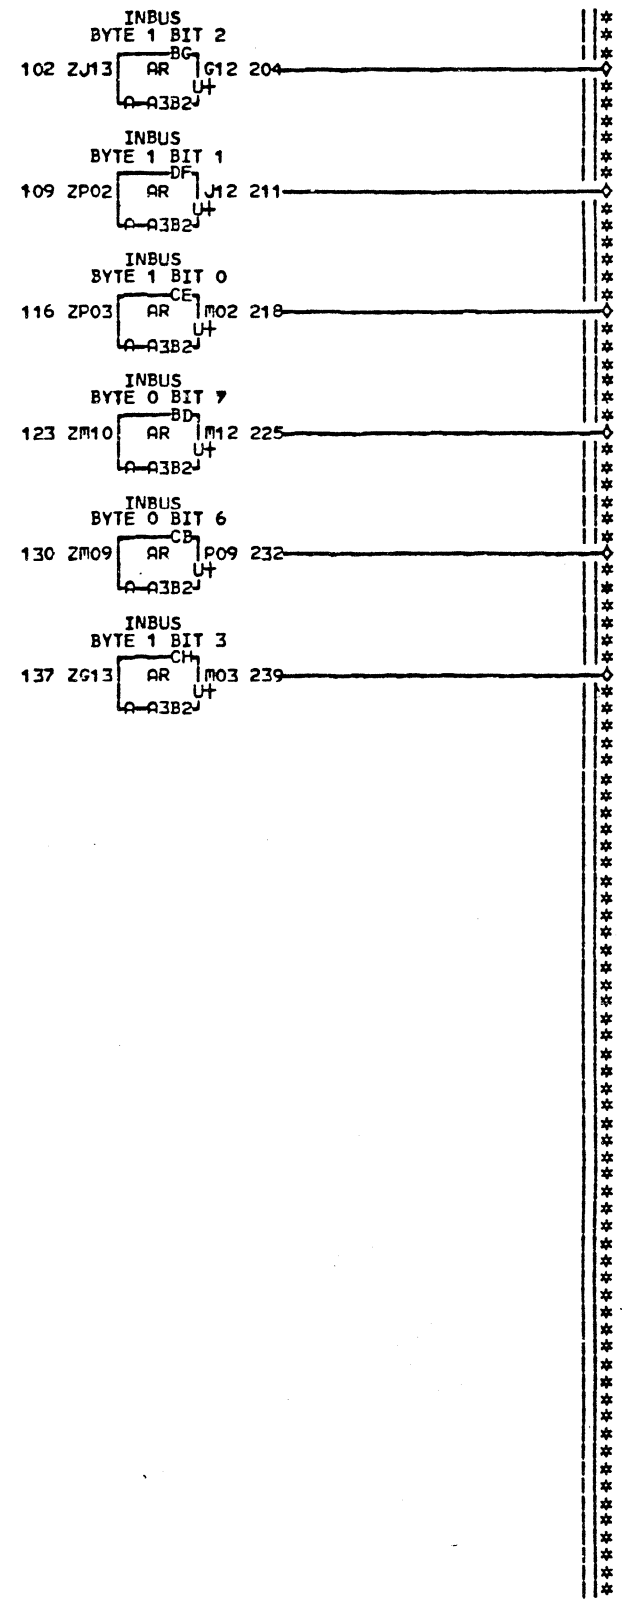 INBUS
BYTE 1 BIT 2
BG
102 ZJ13 AR G12 204
U+
A-A3B2
INBUS
BYTE 1 BIT 1
DF
109 ZP02 AR J12 211
U+
A-A3B2
INBUS
BYTE 1 BIT 0
CE
116 ZP03 AR M02 218
U+
A-A3B2
INBUS
BYTE 0 BIT 7
BD
123 ZM10 AR M12 225
U+
A-A3B2
INBUS
BYTE 0 BIT 6
CB
130 ZM09 AR P09 232
U+
A-A3B2
INBUS
BYTE 1 BIT 3
CH
137 ZG13 AR M03 239
U+
A-A3B2